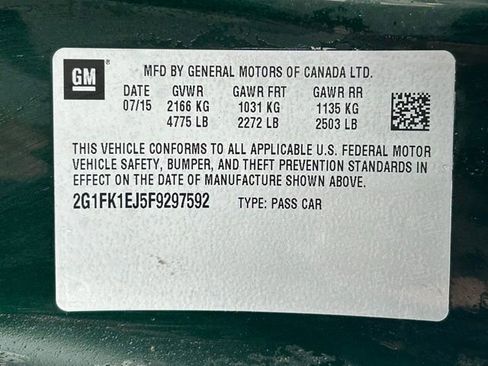 GM
MFD BY GENERAL MOTORS OF CANADA LTD.
DATE GVWR GAWR FRT GAWR RR
07/15 2166 KG 1031 KG 1135 KG
4775 LB 2272 LB 2503 LB
THIS VEHICLE CONFORMS TO ALL APPLICABLE U.S. FEDERAL MOTOR
VEHICLE SAFETY, BUMPER, AND THEFT PREVENTION STANDARDS
IN EFFECT ON THE DATE OF MANUFACTURE SHOWN ABOVE.
2G1FK1EJ5F9297592 TYPE: PASS CAR